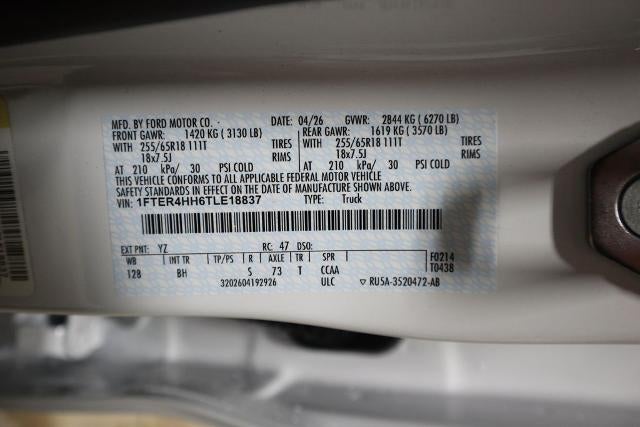 MFD. BY FORD MOTOR CO. DATE: 04/26 GVWR: 2844 KG ( 6270 LB)
FRONT GAWR: 1420 KG ( 3130 LB) REAR GAWR: 1619 KG ( 3570 LB)
WITH 255/65R18 111T TIRES WITH 255/65R18 111T TIRES
18x7.5J RIMS 18x7.5J RIMS
AT 210 kPa/ 30 PSI COLD AT 210 kPa/ 30 PSI COLD
THIS VEHICLE CONFORMS TO ALL APPLICABLE FEDERAL MOTOR VEHICLE
SAFETY STANDARDS IN EFFECT ON THE DATE OF MANUFACTURE SHOWN ABOVE.
VIN: 1FTER4HH6TLE18837 TYPE: Truck
EXT PNT: YZ RC: 47 DSO:
WB INT TR TP/PS R AXLE TR SPR F0214
128 BH S 73 T CCAA T0438
3202604192926 ULC ▽ RU5A-3520472-AB